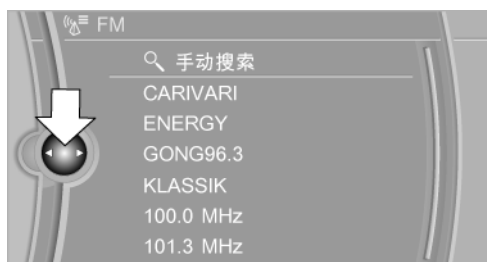 FM
手动搜索
CARIVARI
ENERGY
GONG96.3
KLASSIK
100.0 MHz
101.3 MHz